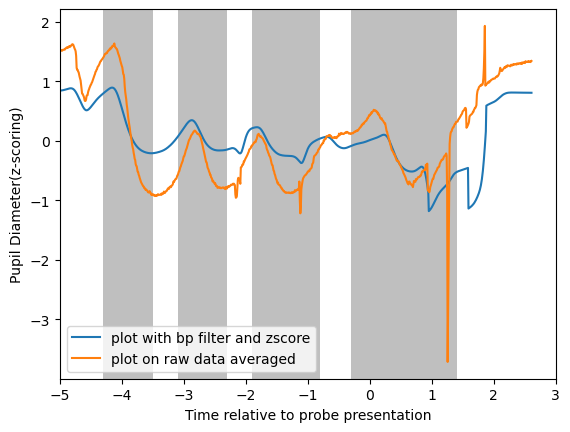 2
1
0
−1
−2
−3
Pupil Diameter(z-scoring)
plot with bp filter and zscore
plot on raw data averaged
−5 −4 −3 −2 −1 0 1 2 3
Time relative to probe presentation